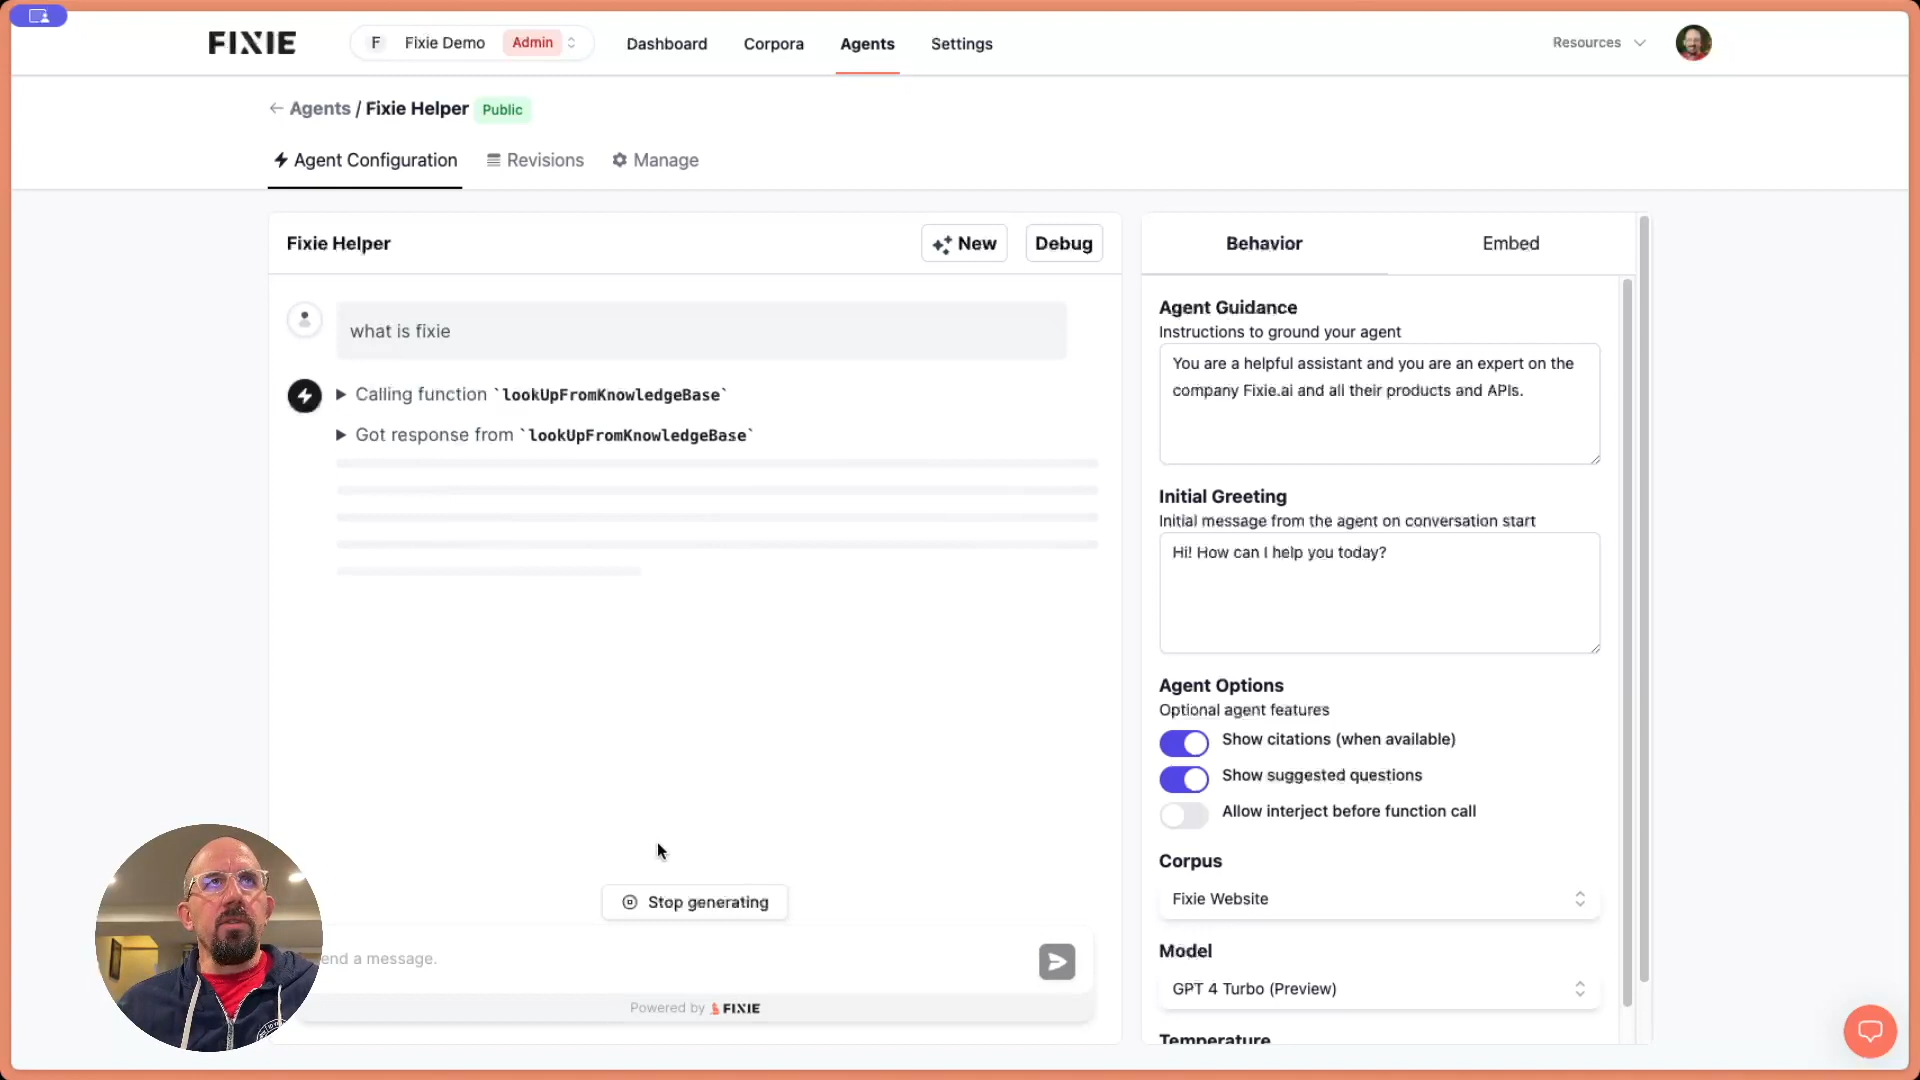 FIXIE
F Fixie Demo Admin
Dashboard
Corpora
Agents
Settings
Resources
← Agents / Fixie Helper Public
Agent Configuration
Revisions
Manage
Fixie Helper
New
Debug
what is fixie
Calling function `lookUpFromKnowledgeBase`
Got response from `lookUpFromKnowledgeBase`
Stop generating
end a message.
Powered by FIXIE
Behavior
Embed
Agent Guidance
Instructions to ground your agent
You are a helpful assistant and you are an expert on the
company Fixie.ai and all their products and APIs.
Initial Greeting
Initial message from the agent on conversation start
Hi! How can I help you today?
Agent Options
Optional agent features
Show citations (when available)
Show suggested questions
Allow interject before function call
Corpus
Fixie Website
Model
GPT 4 Turbo (Preview)
Temperature